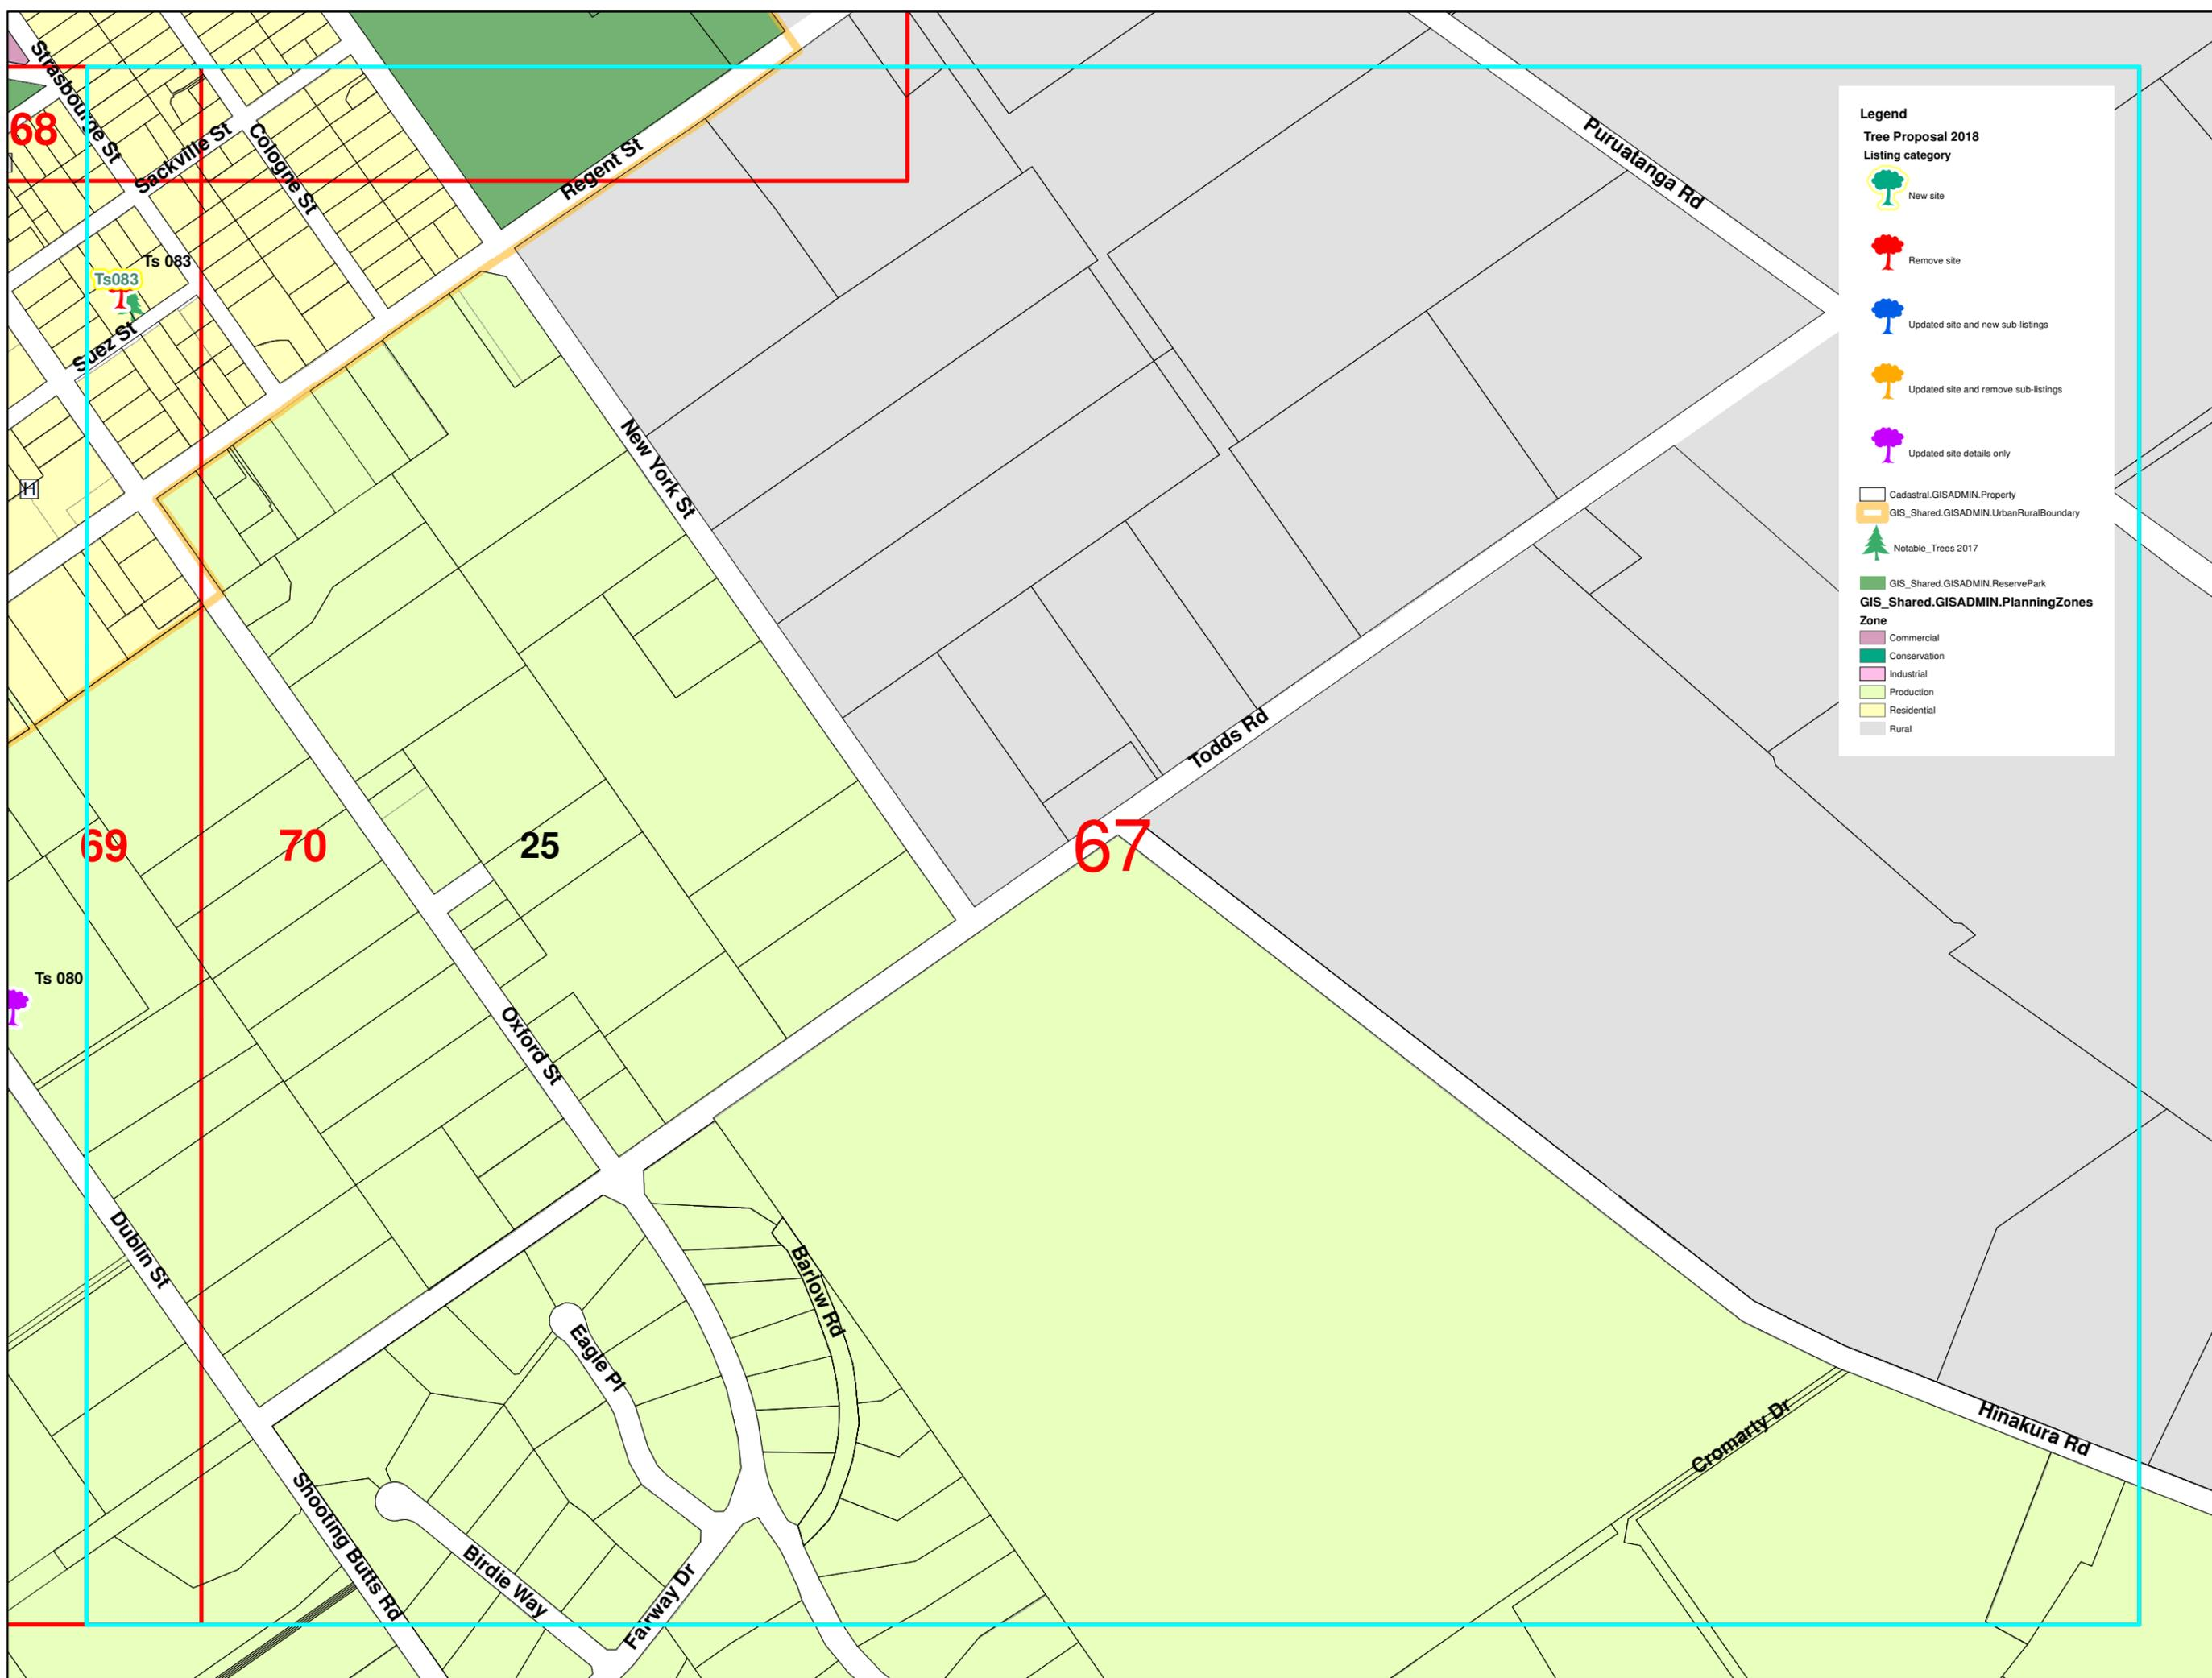 Strasbourge St
68
Sackville St
Cologne St
Regent St
Puruatanga Rd
Ts 083
Ts083
Suez St
H
New York St
Todds Rd
69
70
25
67
Ts 080
Oxford St
Dublin St
Barlow Rd
Eagle Pl
Shooting Butts Rd
Birdie Way
Fairway Dr
Cromarty Dr
Hinakura Rd
Legend
Tree Proposal 2018
Listing category
New site
Remove site
Updated site and new sub-listings
Updated site and remove sub-listings
Updated site details only
Cadastral.GISADMIN.Property
GIS_Shared.GISADMIN.UrbanRuralBoundary
Notable_Trees 2017
GIS_Shared.GISADMIN.ReservePark
GIS_Shared.GISADMIN.PlanningZones
Zone
Commercial
Conservation
Industrial
Production
Residential
Rural